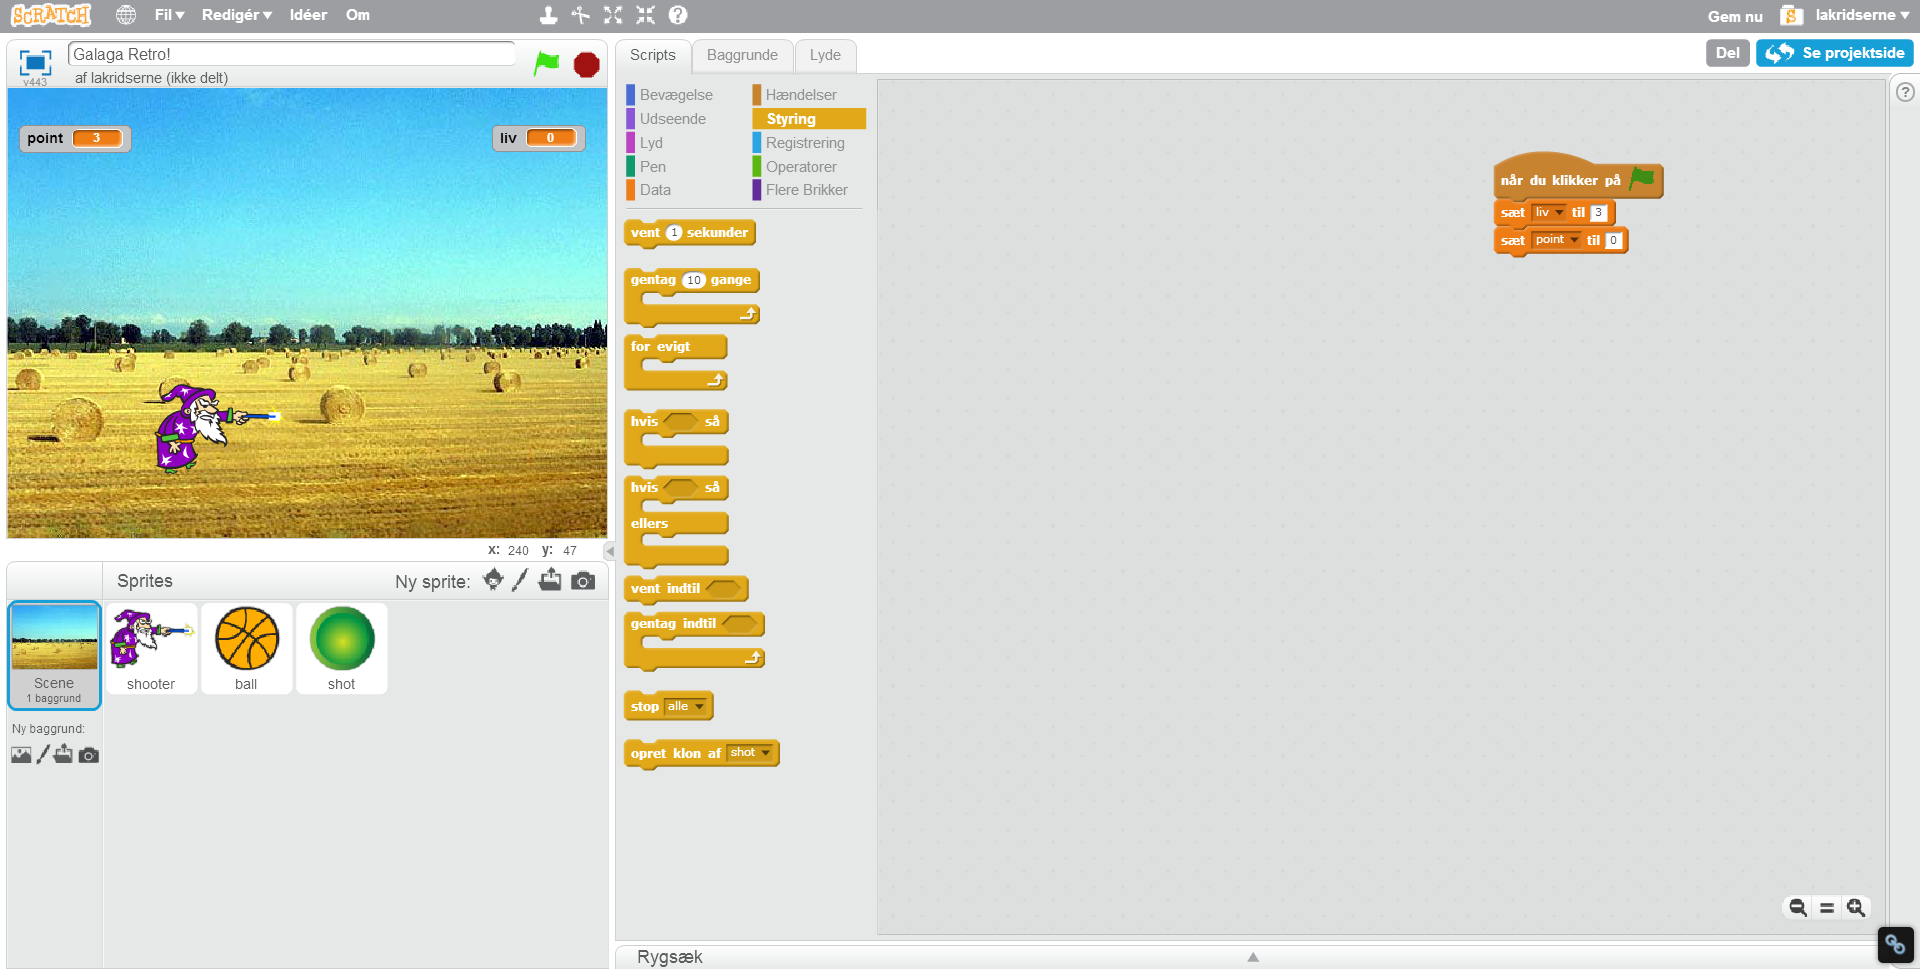 SCRATCH Fil Redigér Idéer Om Gem nu lakridserne
Galaga Retro!
af lakridserne (ikke delt)
v443
Scripts Baggrunde Lyde
Del Se projektside
point 3
liv 0
x: 240 y: 47
Sprites
Ny sprite:
Scene
1 baggrund
Ny baggrund:
shooter
ball
shot
Bevægelse
Udseende
Lyd
Pen
Data
Hændelser
Styring
Registrering
Operatorer
Flere Brikker
vent 1 sekunder
gentag 10 gange
for evigt
hvis så
hvis så
ellers
vent indtil
gentag indtil
stop alle
opret klon af shot
når du klikker på
sæt liv til 3
sæt point til 0
?
Rygsæk